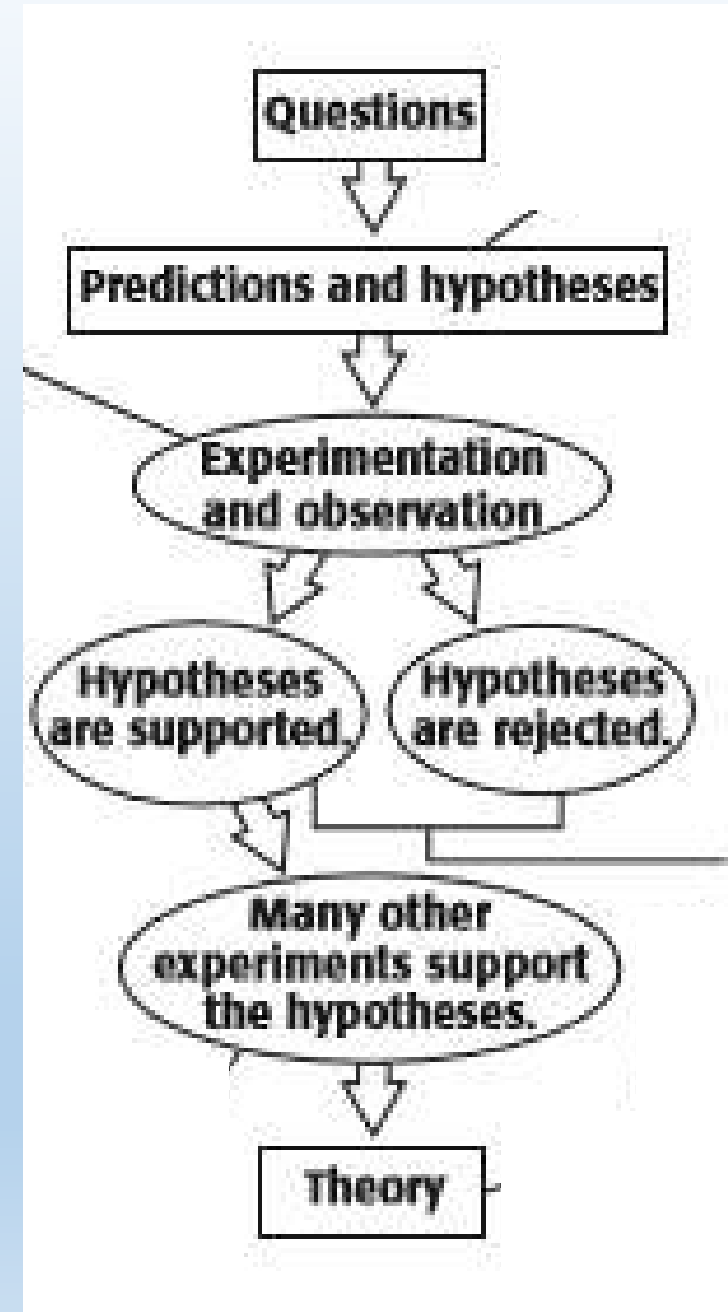 Questions
Predictions and hypotheses
Experimentation
and observation
Hypotheses
are supported.
Hypotheses
are rejected.
Many other
experiments support
the hypotheses.
Theory